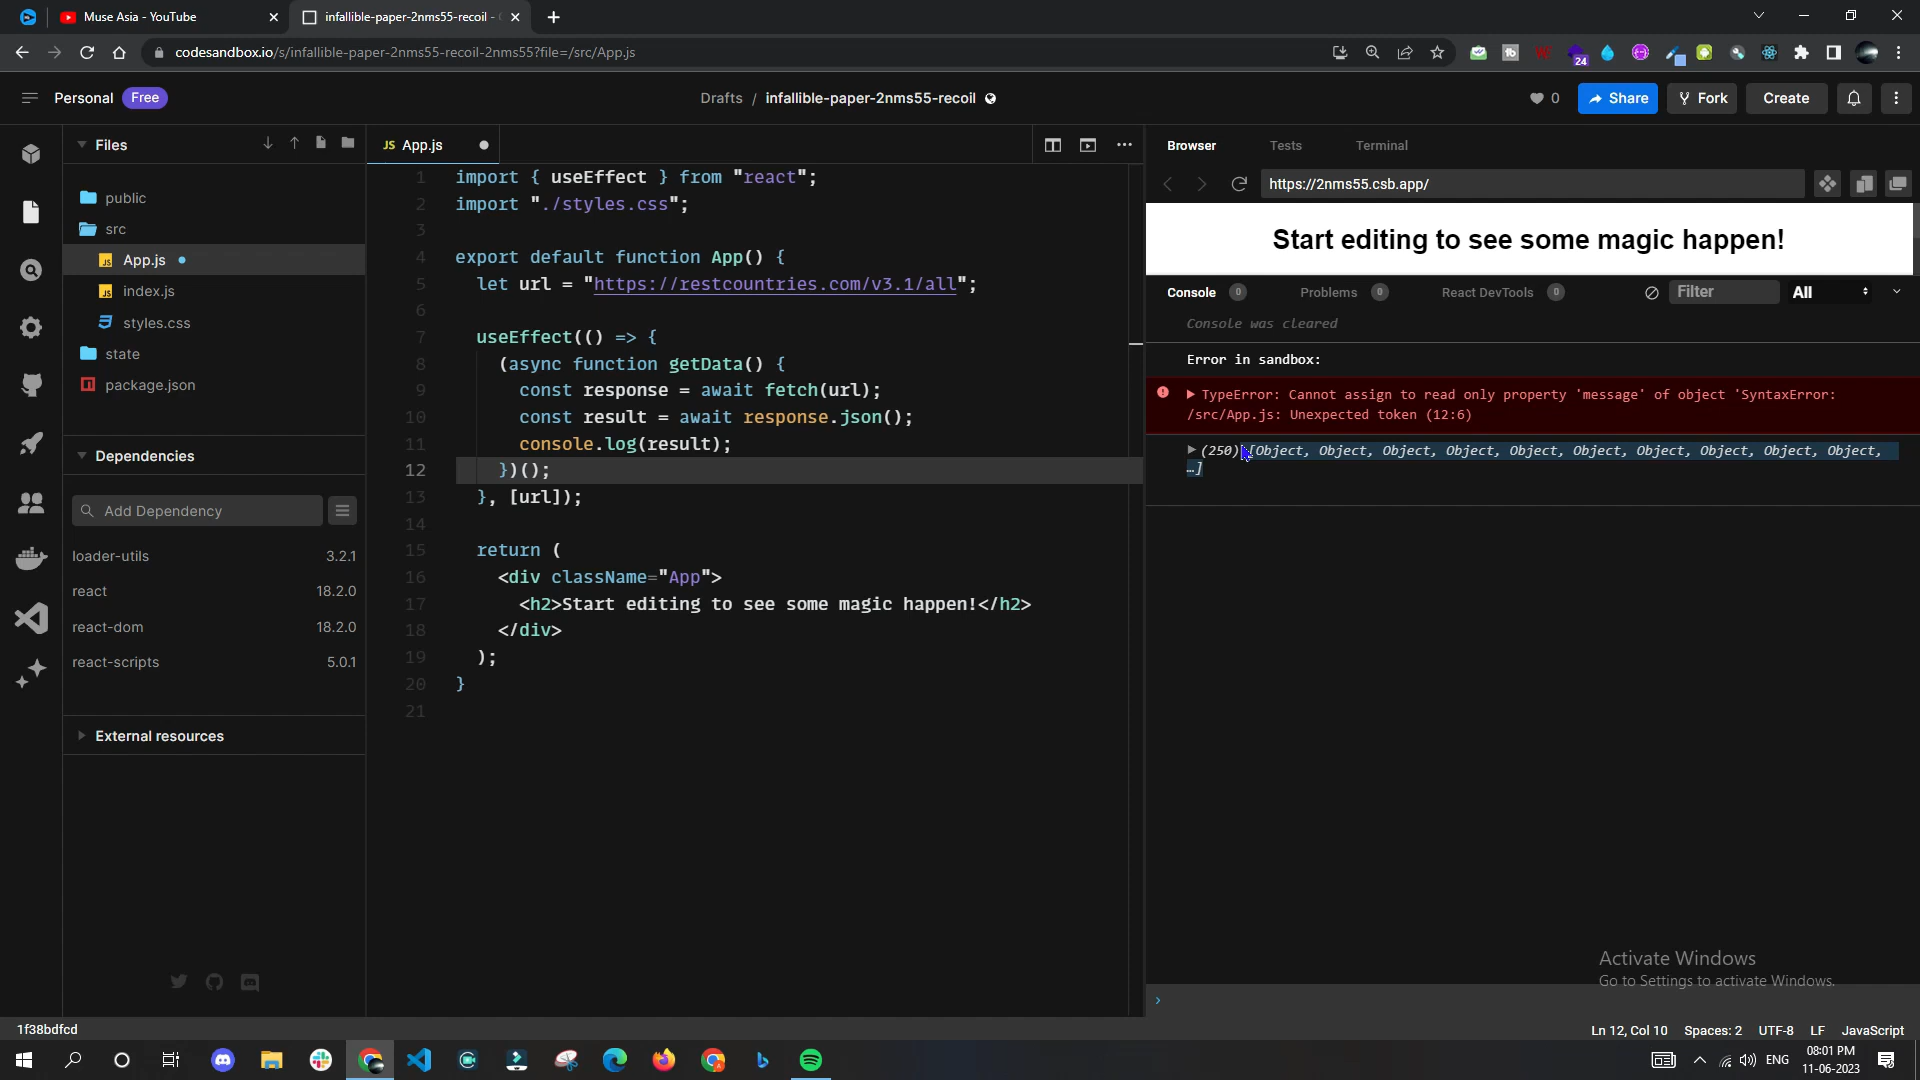 Muse Asia - YouTube
infallible-paper-2nms55-recoil -
codesandbox.io/s/infallible-paper-2nms55-recoil-2nms55?file=/src/App.js
24
Personal Free
Drafts / infallible-paper-2nms55-recoil
0
Share
Fork
Create
Files
public
src
JS App.js
JS index.js
styles.css
state
package.json
Dependencies
Add Dependency
loader-utils 3.2.1
react 18.2.0
react-dom 18.2.0
react-scripts 5.0.1
External resources
JS App.js
1 import { useEffect } from "react";
2 import "./styles.css";
3
4 export default function App() {
5 let url = "https://restcountries.com/v3.1/all";
6
7 useEffect(() => {
8 (async function getData() {
9 const response = await fetch(url);
10 const result = await response.json();
11 console.log(result);
12 })();
13 }, [url]);
14
15 return (
16 <div className="App">
17 <h2>Start editing to see some magic happen!</h2>
18 </div>
19 );
20 }
21
Browser Tests Terminal
https://2nms55.csb.app/
Start editing to see some magic happen!
Console 0 Problems 0 React DevTools 0 Filter All
Console was cleared
Error in sandbox:
TypeError: Cannot assign to read only property 'message' of object 'SyntaxError:
/src/App.js: Unexpected token (12:6)
(250) [Object, Object, Object, Object, Object, Object, Object, Object, Object, Object,
…]
Activate Windows
Go to Settings to activate Windows.
1f38bdfcd
Ln 12, Col 10 Spaces: 2 UTF-8 LF JavaScript
ENG
08:01 PM
11-06-2023